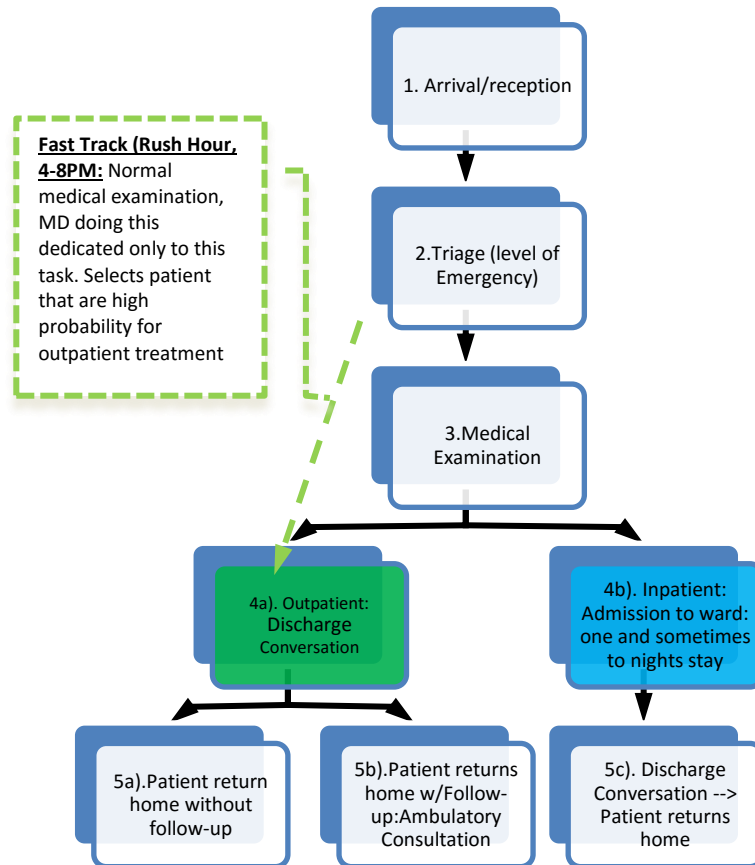 1. Arrival/reception
Fast Track (Rush Hour,
4-8PM: Normal
medical examination,
MD doing this
dedicated only to this
task. Selects patient
that are high
probability for
outpatient treatment
2.Triage (level of
Emergency)
3.Medical
Examination
4a). Outpatient:
Discharge
Conversation
4b). Inpatient:
Admission to ward:
one and sometimes
to nights stay
5a).Patient return
home without
follow-up
5b).Patient returns
home w/Follow-
up:Ambulatory
Consultation
5c). Discharge
Conversation -->
Patient returns
home